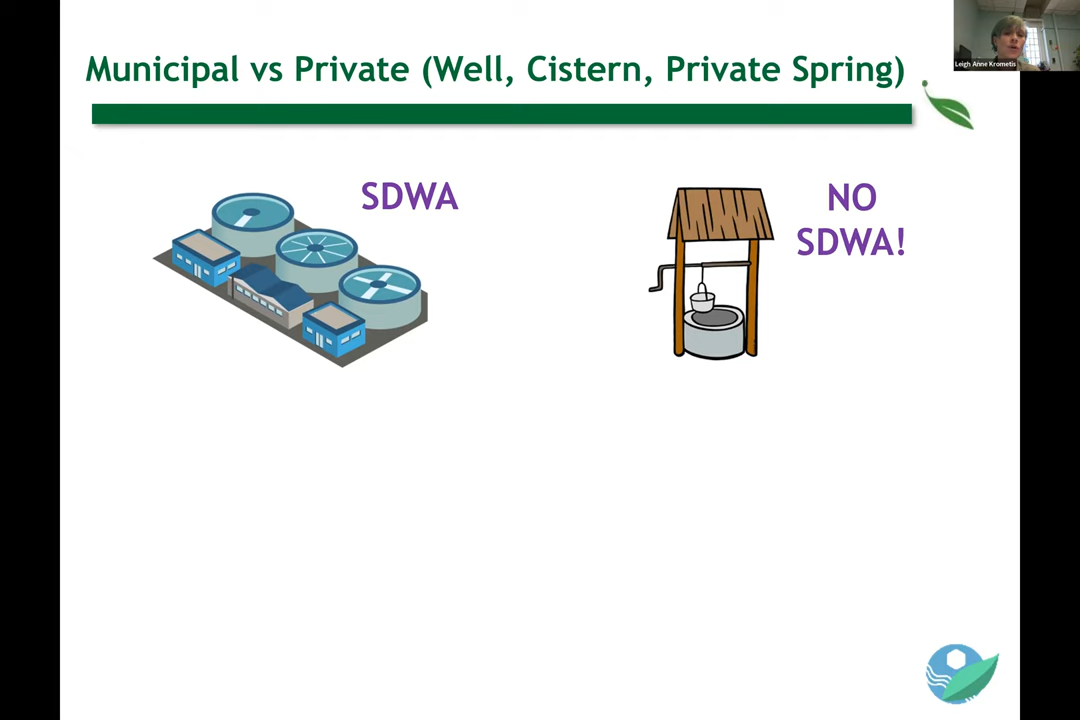 Municipal vs Private (Well, Cistern, Private Spring)
Leigh Anne Krometis
SDWA
NO
SDWA!